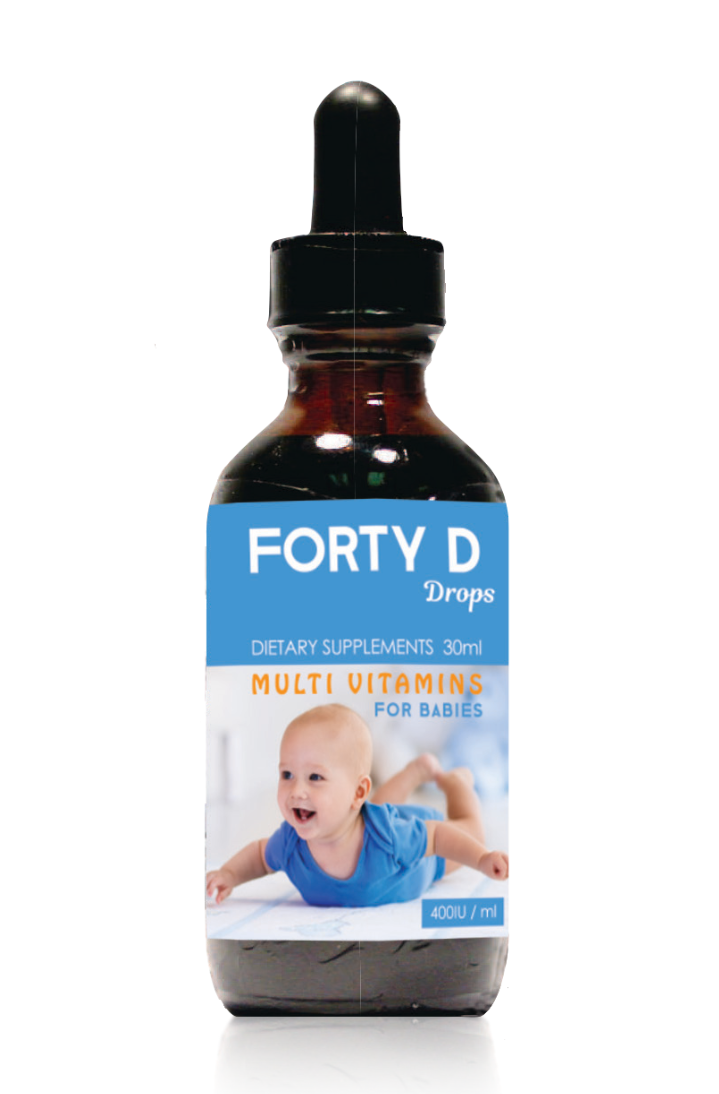 FORTY D
Drops
DIETARY SUPPLEMENTS 30ml
MULTI VITAMINS
FOR BABIES
400IU / ml